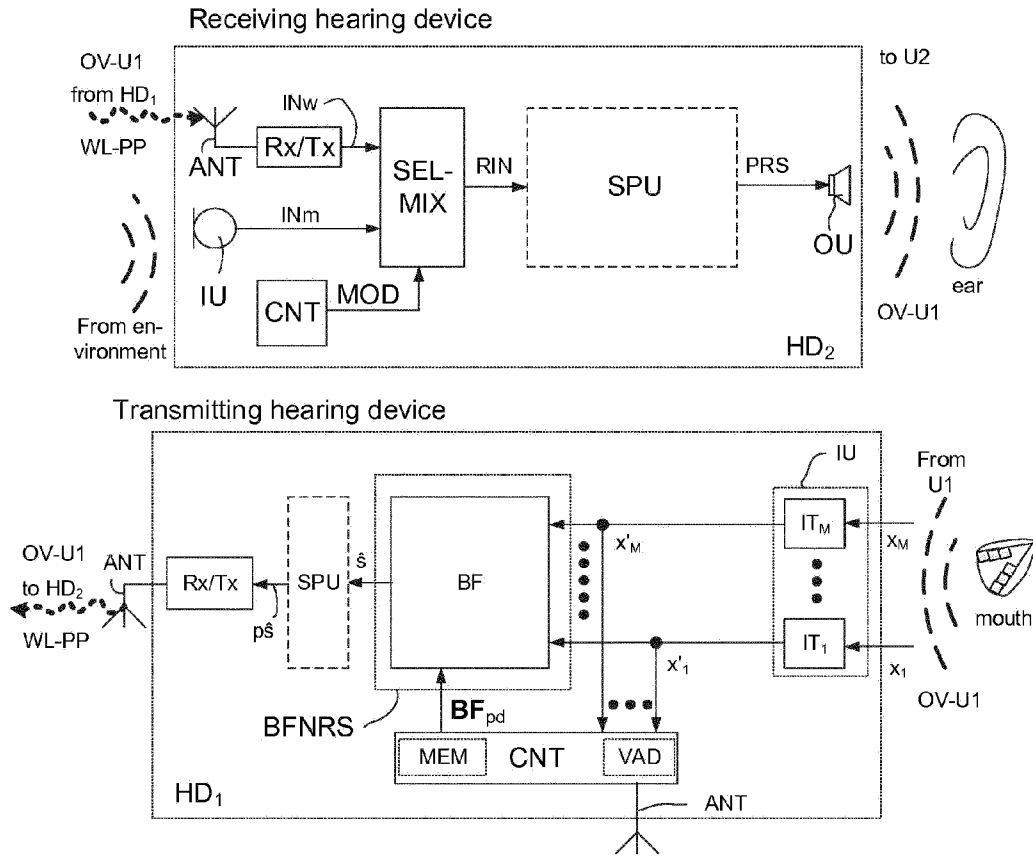 Receiving hearing device
OV-U1
from HD1
WL-PP
ANT
Rx/Tx
INw
SEL-
MIX
RIN
SPU
PRS
OU
to U2
ear
OV-U1
INm
IU
CNT
MOD
From en-
vironment
HD2
Transmitting hearing device
IU
From
U1
OV-U1
to HD2
WL-PP
ANT
Rx/Tx
pŝ
SPU
ŝ
BF
x'M
ITM
xM
mouth
x'1
IT1
x1
OV-U1
BFNRS
BFpd
MEM
CNT
VAD
HD1
ANT